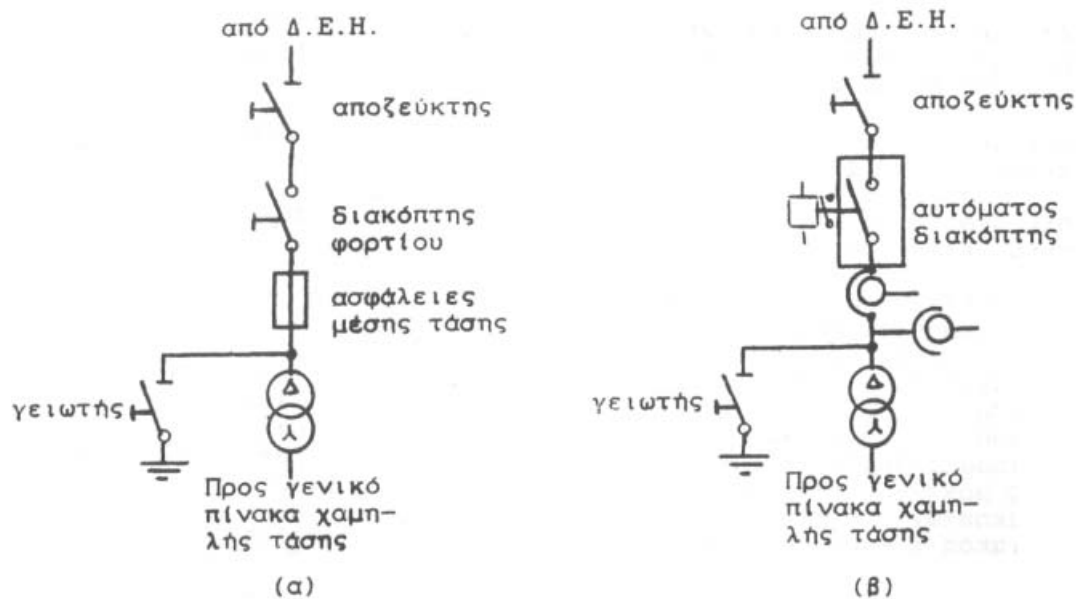 από Δ.Ε.Η.
αποζεύκτης
διακόπτης
φορτίου
ασφάλειες
μέσης τάσης
γειωτής
Δ
Υ
Προς γενικό
πίνακα χαμη-
λής τάσης
(α)
από Δ.Ε.Η.
αποζεύκτης
αυτόματος
διακόπτης
γειωτής
Δ
Υ
Προς γενικό
πίνακα χαμη-
λής τάσης
(β)